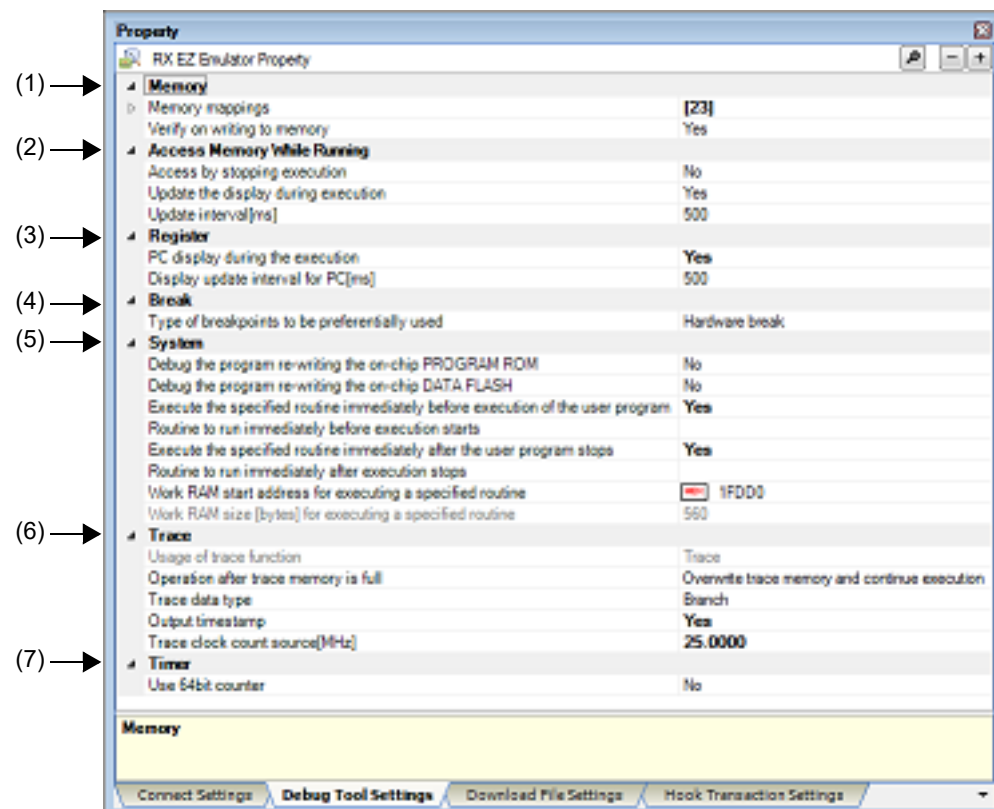 Property
RX EZ Emulator Property
(1) Memory
Memory mappings [23]
Verify on writing to memory Yes
(2) Access Memory While Running
Access by stopping execution No
Update the display during execution Yes
Update interval[ms] 500
(3) Register
PC display during the execution Yes
Display update interval for PC[ms] 500
(4) Break
Type of breakpoints to be preferentially used Hardware break
(5) System
Debug the program re-writing the on-chip PROGRAM ROM No
Debug the program re-writing the on-chip DATA FLASH No
Execute the specified routine immediately before execution of the user program Yes
Routine to run immediately before execution starts
Execute the specified routine immediately after the user program stops Yes
Routine to run immediately after execution stops
Work RAM start address for executing a specified routine 1FDD0
Work RAM size [bytes] for executing a specified routine 560
(6) Trace
Usage of trace function Trace
Operation after trace memory is full Overwrite trace memory and continue execution
Trace data type Branch
Output timestamp Yes
Trace clock count source[MHz] 25.0000
(7) Timer
Use 64bit counter No
Memory
Connect Settings Debug Tool Settings Download File Settings Hook Transaction Settings